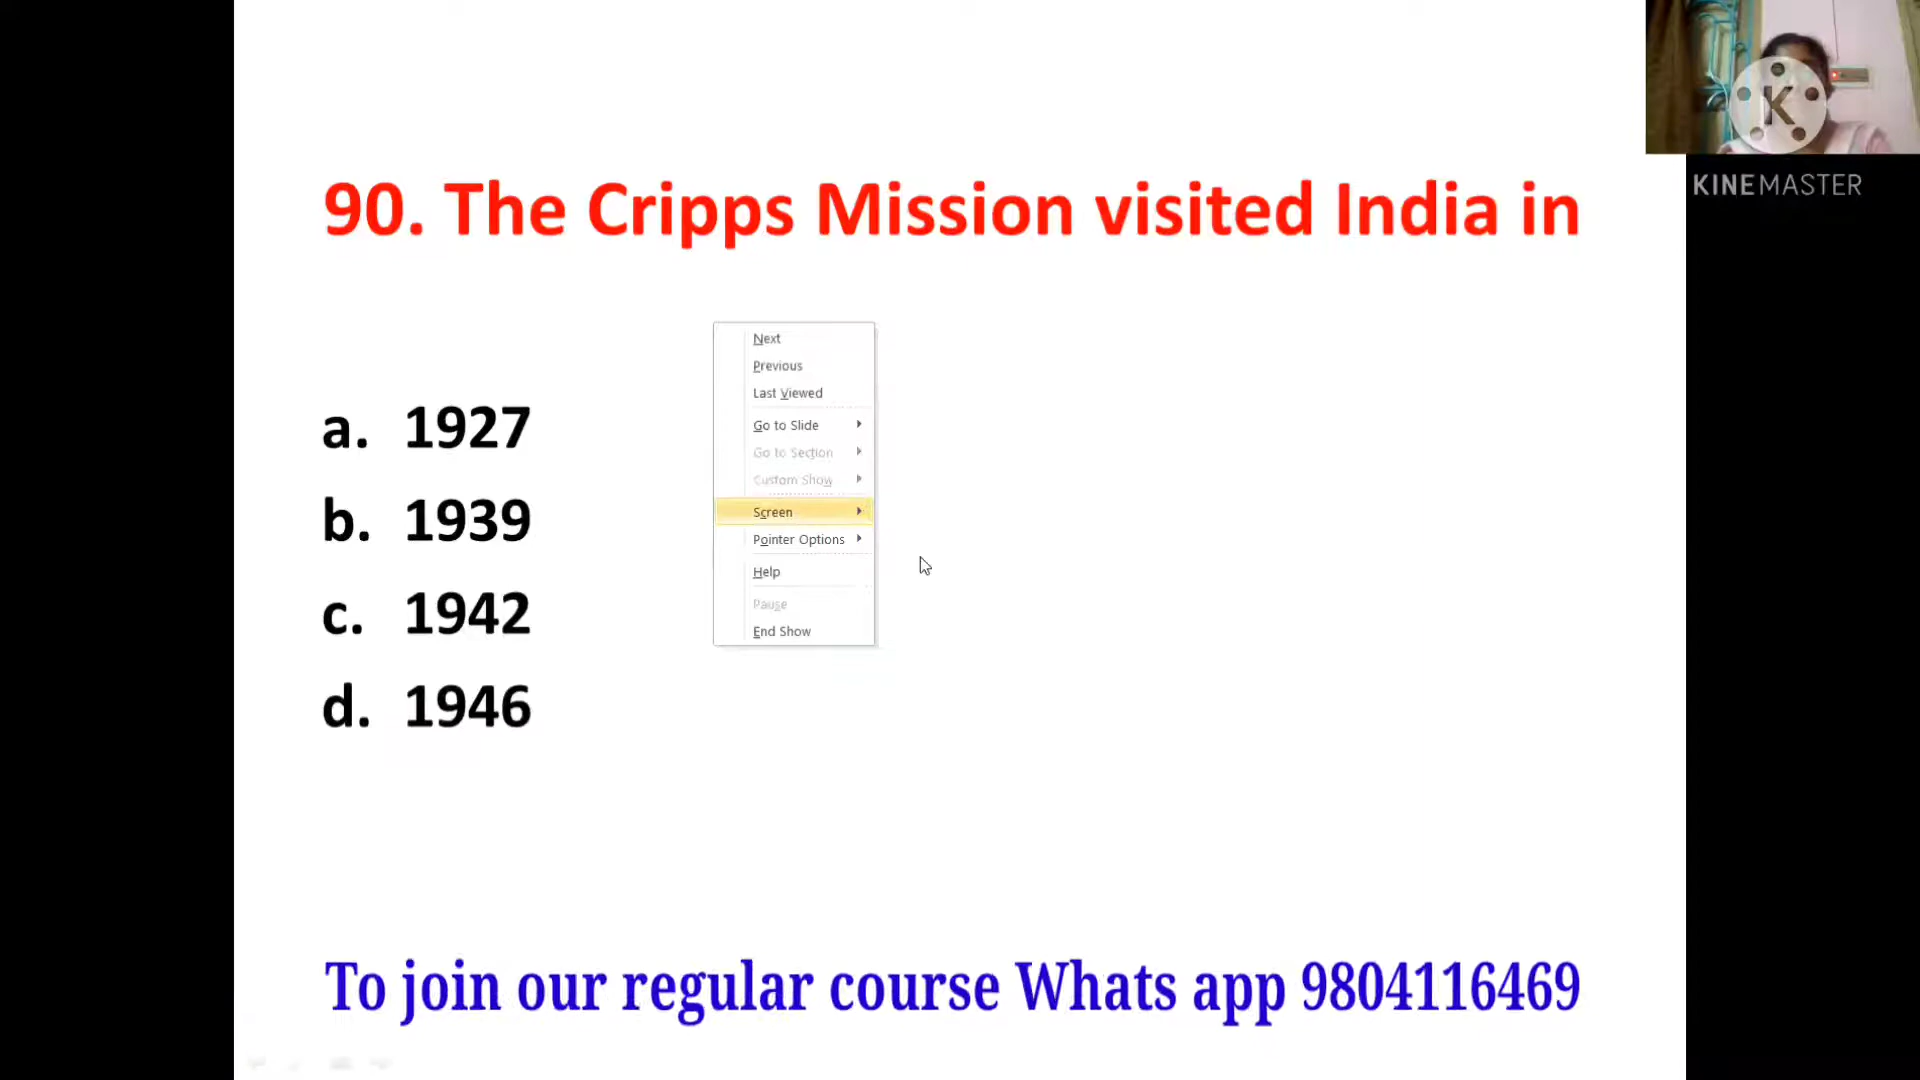 90. The Cripps Mission visited India in
a. 1927
b. 1939
c. 1942
d. 1946
Next
Previous
Last Viewed
Go to Slide
Go to Section
Custom Show
Screen
Pointer Options
Help
Pause
End Show
To join our regular course Whats app 9804116469
K
KINEMASTER